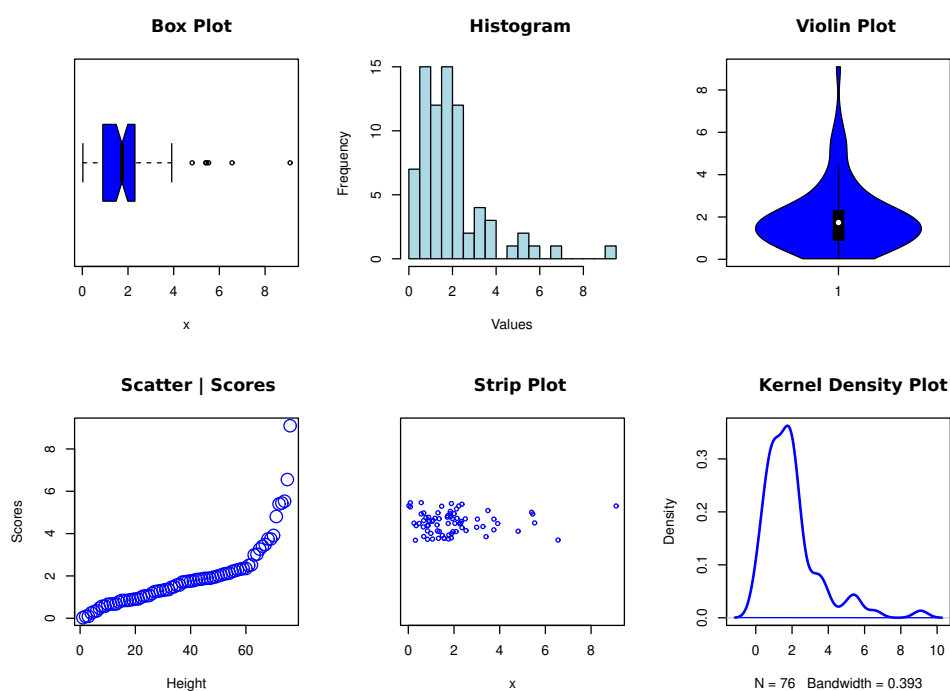 Box Plot
0 2 4 6 8
x
Histogram
Frequency
0 5 10 15
0 2 4 6 8
Values
Violin Plot
0 2 4 6 8
1
Scatter | Scores
Scores
0 2 4 6 8
0 20 40 60
Height
Strip Plot
0 2 4 6 8
x
Kernel Density Plot
Density
0.0 0.1 0.2 0.3
0 2 4 6 8 10
N = 76 Bandwidth = 0.393